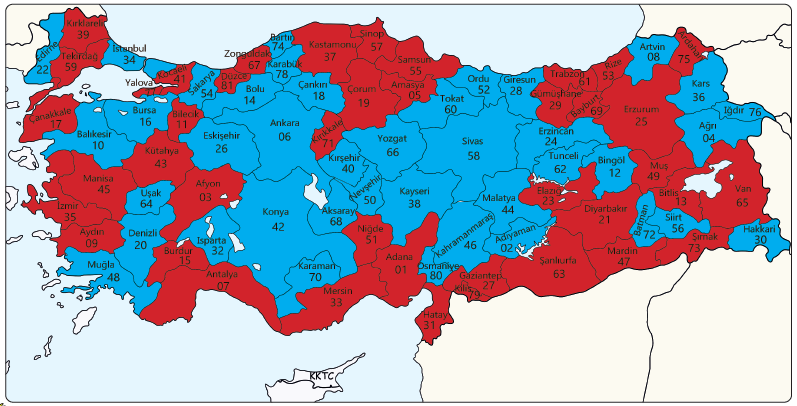 Kırklareli
39
Edirne
22
Tekirdağ
59
İstanbul
34
Yalova
Kocaeli
41
Sakarya
54
Düzce
81
Zonguldak
67
Bartın
74
Karabük
78
Kastamonu
37
Sinop
57
Samsun
55
Çankırı
18
Çorum
19
Amasya
05
Bolu
14
Ordu
52
Giresun
28
Tokat
60
Trabzon
61
Rize
53
Artvin
08
Ardahan
75
Kars
36
Gümüşhane
29
Bayburt
69
Erzurum
25
Iğdır 76
Ağrı
04
Çanakkale
17
Balıkesir
10
Bursa
16
Bilecik
11
Eskişehir
26
Ankara
06
Kırıkkale
71
Yozgat
66
Sivas
58
Erzincan
24
Tunceli
62
Bingöl
12
Muş
49
Bitlis
13
Van
65
Kütahya
43
Kırşehir
40
Nevşehir
50
Kayseri
38
Malatya
44
Elazığ
23
Diyarbakır
21
Batman
72
Siirt
56
Şırnak
73
Hakkari
30
Manisa
45
Uşak
64
Afyon
03
İzmir
35
Aydın
09
Denizli
20
Isparta
32
Burdur
15
Muğla
48
Antalya
07
Konya
42
Aksaray
68
Niğde
51
Karaman
70
Mersin
33
Adana
01
Kahramanmaraş
46
Adıyaman
02
Osmaniye
80
Gaziantep
27
Kilis
79
Şanlıurfa
63
Mardin
47
Hatay
31
KKTC